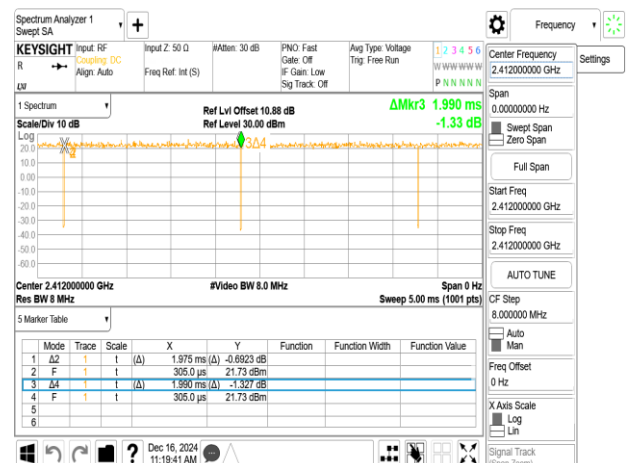 Spectrum Analyzer 1
Swept SA
Frequency
KEYSIGHT
R
LXI
Input: RF
Coupling: DC
Align: Auto
Input Z: 50 Ω
Freq Ref: Int (S)
#Atten: 30 dB
PNO: Fast
Gate: Off
IF Gain: Low
Sig Track: Off
Avg Type: Voltage
Trig: Free Run
1 2 3 4 5 6
W W W W W W
P N N N N N
Center Frequency
2.412000000 GHz
Settings
Span
0.00000000 Hz
Swept Span
Zero Span
Full Span
Start Freq
2.412000000 GHz
Stop Freq
2.412000000 GHz
AUTO TUNE
CF Step
8.000000 MHz
Auto
Man
Freq Offset
0 Hz
X Axis Scale
Log
Lin
Signal Track
(Span Zoom)
1 Spectrum
Scale/Div 10 dB
Ref Lvl Offset 10.88 dB
Ref Level 30.00 dBm
ΔMkr3 1.990 ms
-1.33 dB
Log
20.0
10.0
0.00
-10.0
-20.0
-30.0
-40.0
-50.0
-60.0
3Δ4
Center 2.412000000 GHz
Res BW 8 MHz
#Video BW 8.0 MHz
Span 0 Hz
Sweep 5.00 ms (1001 pts)
5 Marker Table
Mode Trace Scale X Y Function Function Width Function Value
1 Δ2 1 t (Δ) 1.975 ms (Δ) -0.6923 dB
2 F 1 t 305.0 µs 21.73 dBm
3 Δ4 1 t (Δ) 1.990 ms (Δ) -1.327 dB
4 F 1 t 305.0 µs 21.73 dBm
5
6
?
Dec 16, 2024
11:19:41 AM